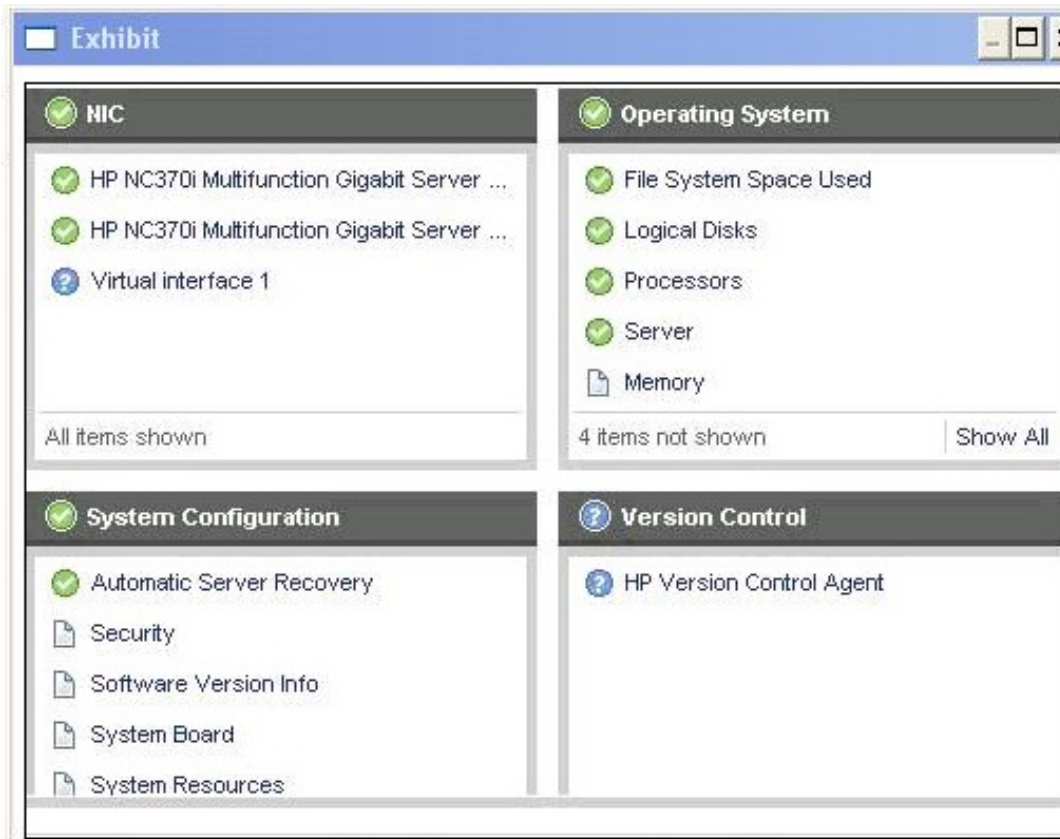 Exhibit
NIC
HP NC370i Multifunction Gigabit Server ...
HP NC370i Multifunction Gigabit Server ...
Virtual interface 1
All items shown
Operating System
File System Space Used
Logical Disks
Processors
Server
Memory
4 items not shown
Show All
System Configuration
Automatic Server Recovery
Security
Software Version Info
System Board
System Resources
Version Control
HP Version Control Agent